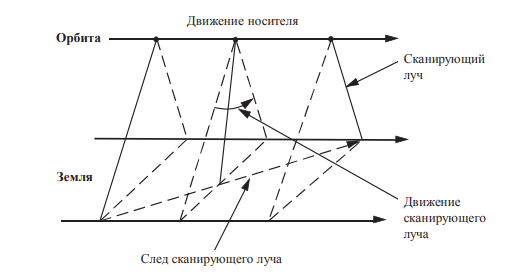 Движение носителя
Орбита
Сканирующий
луч
Земля
Движение
сканирующего
луча
След сканирующего луча